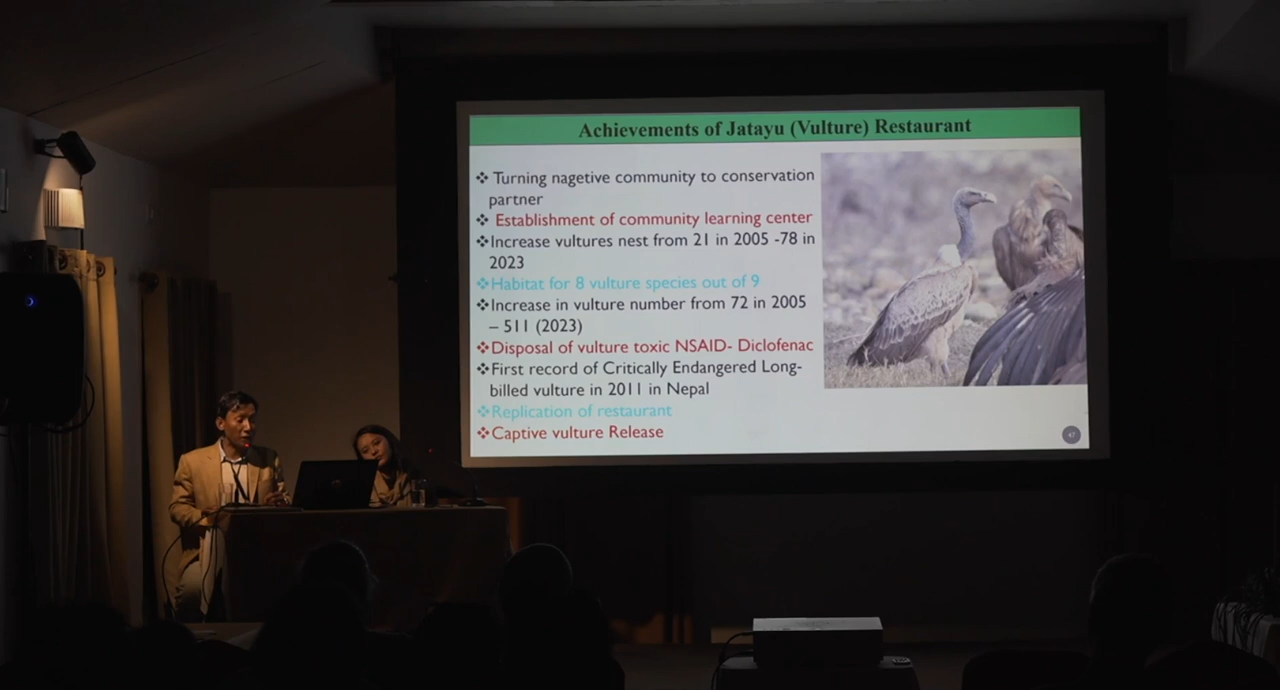 Achievements of Jatayu (Vulture) Restaurant
❖ Turning nagetive community to conservation
partner
❖ Establishment of community learning center
❖Increase vultures nest from 21 in 2005 -78 in
2023
❖Habitat for 8 vulture species out of 9
❖Increase in vulture number from 72 in 2005
– 511 (2023)
❖Disposal of vulture toxic NSAID- Diclofenac
❖First record of Critically Endangered Long-
billed vulture in 2011 in Nepal
❖Replication of restaurant
❖Captive vulture Release